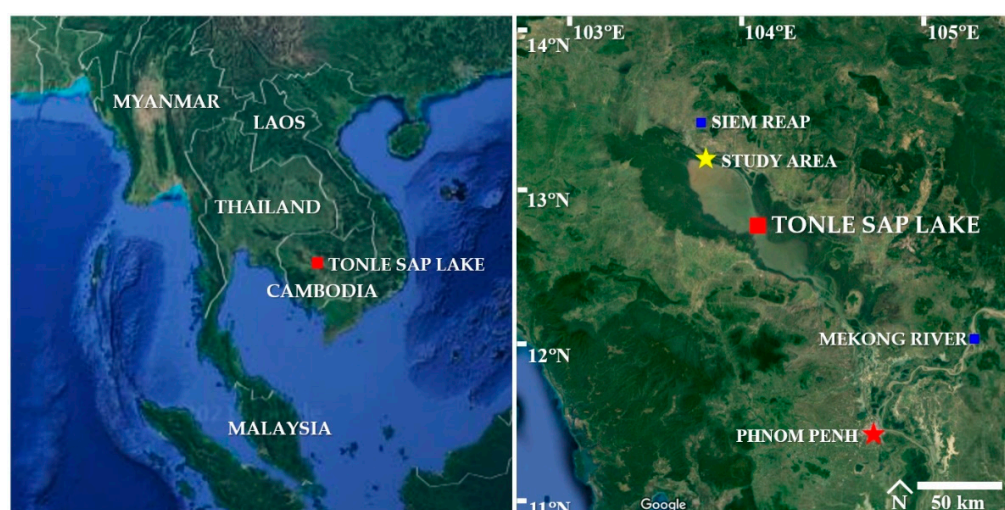 MYANMAR
LAOS
THAILAND
TONLE SAP LAKE
CAMBODIA
MALAYSIA
103°E
104°E
105°E
14°N
SIEM REAP
STUDY AREA
13°N
TONLE SAP LAKE
MEKONG RIVER
12°N
PHNOM PENH
11°N
Google
N
50 km